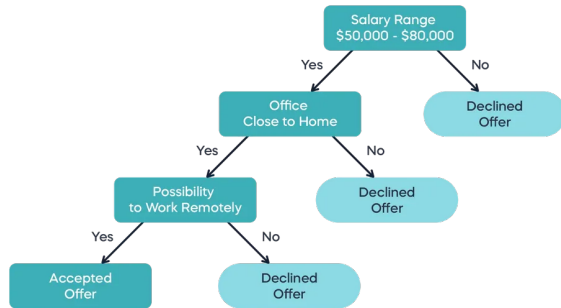 Salary Range
$50,000 - $80,000
Yes
No
Office
Close to Home
Declined
Offer
Yes
No
Possibility
to Work Remotely
Declined
Offer
Yes
No
Accepted
Offer
Declined
Offer